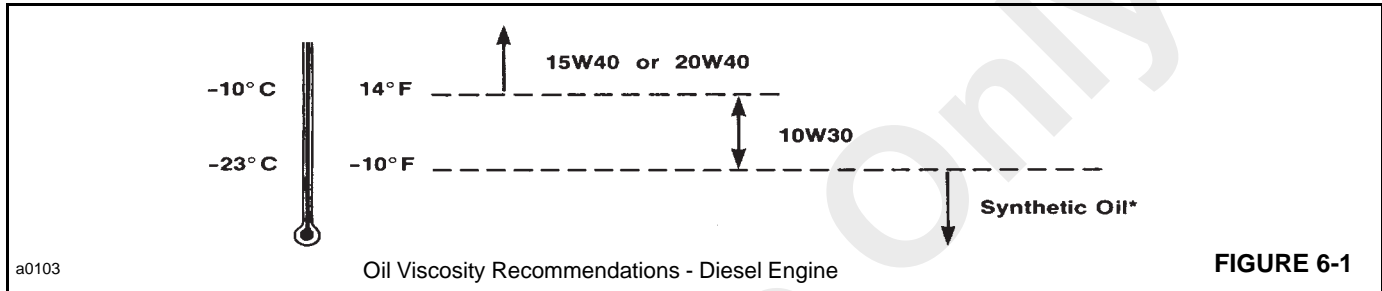 15W40 or 20W40
–10°C 14°F
10W30
–23°C –10°F
Synthetic Oil*
a0103 Oil Viscosity Recommendations - Diesel Engine FIGURE 6-1
Only